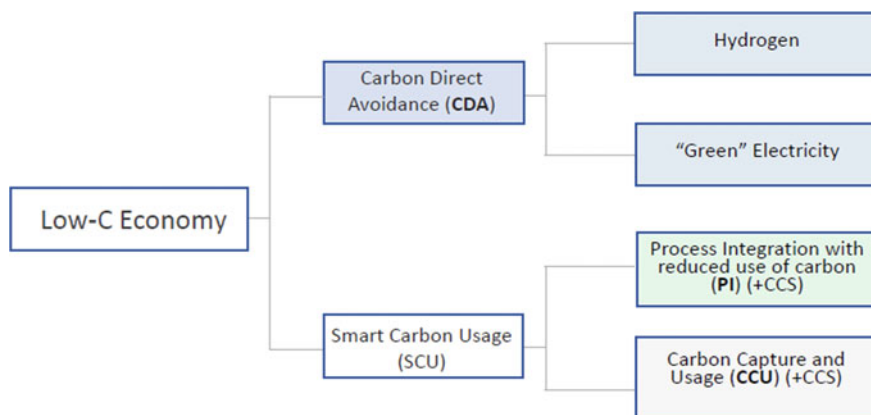 Low-C Economy
Carbon Direct
Avoidance (CDA)
Hydrogen
“Green” Electricity
Smart Carbon Usage
(SCU)
Process Integration with
reduced use of carbon
(PI) (+CCS)
Carbon Capture and
Usage (CCU) (+CCS)